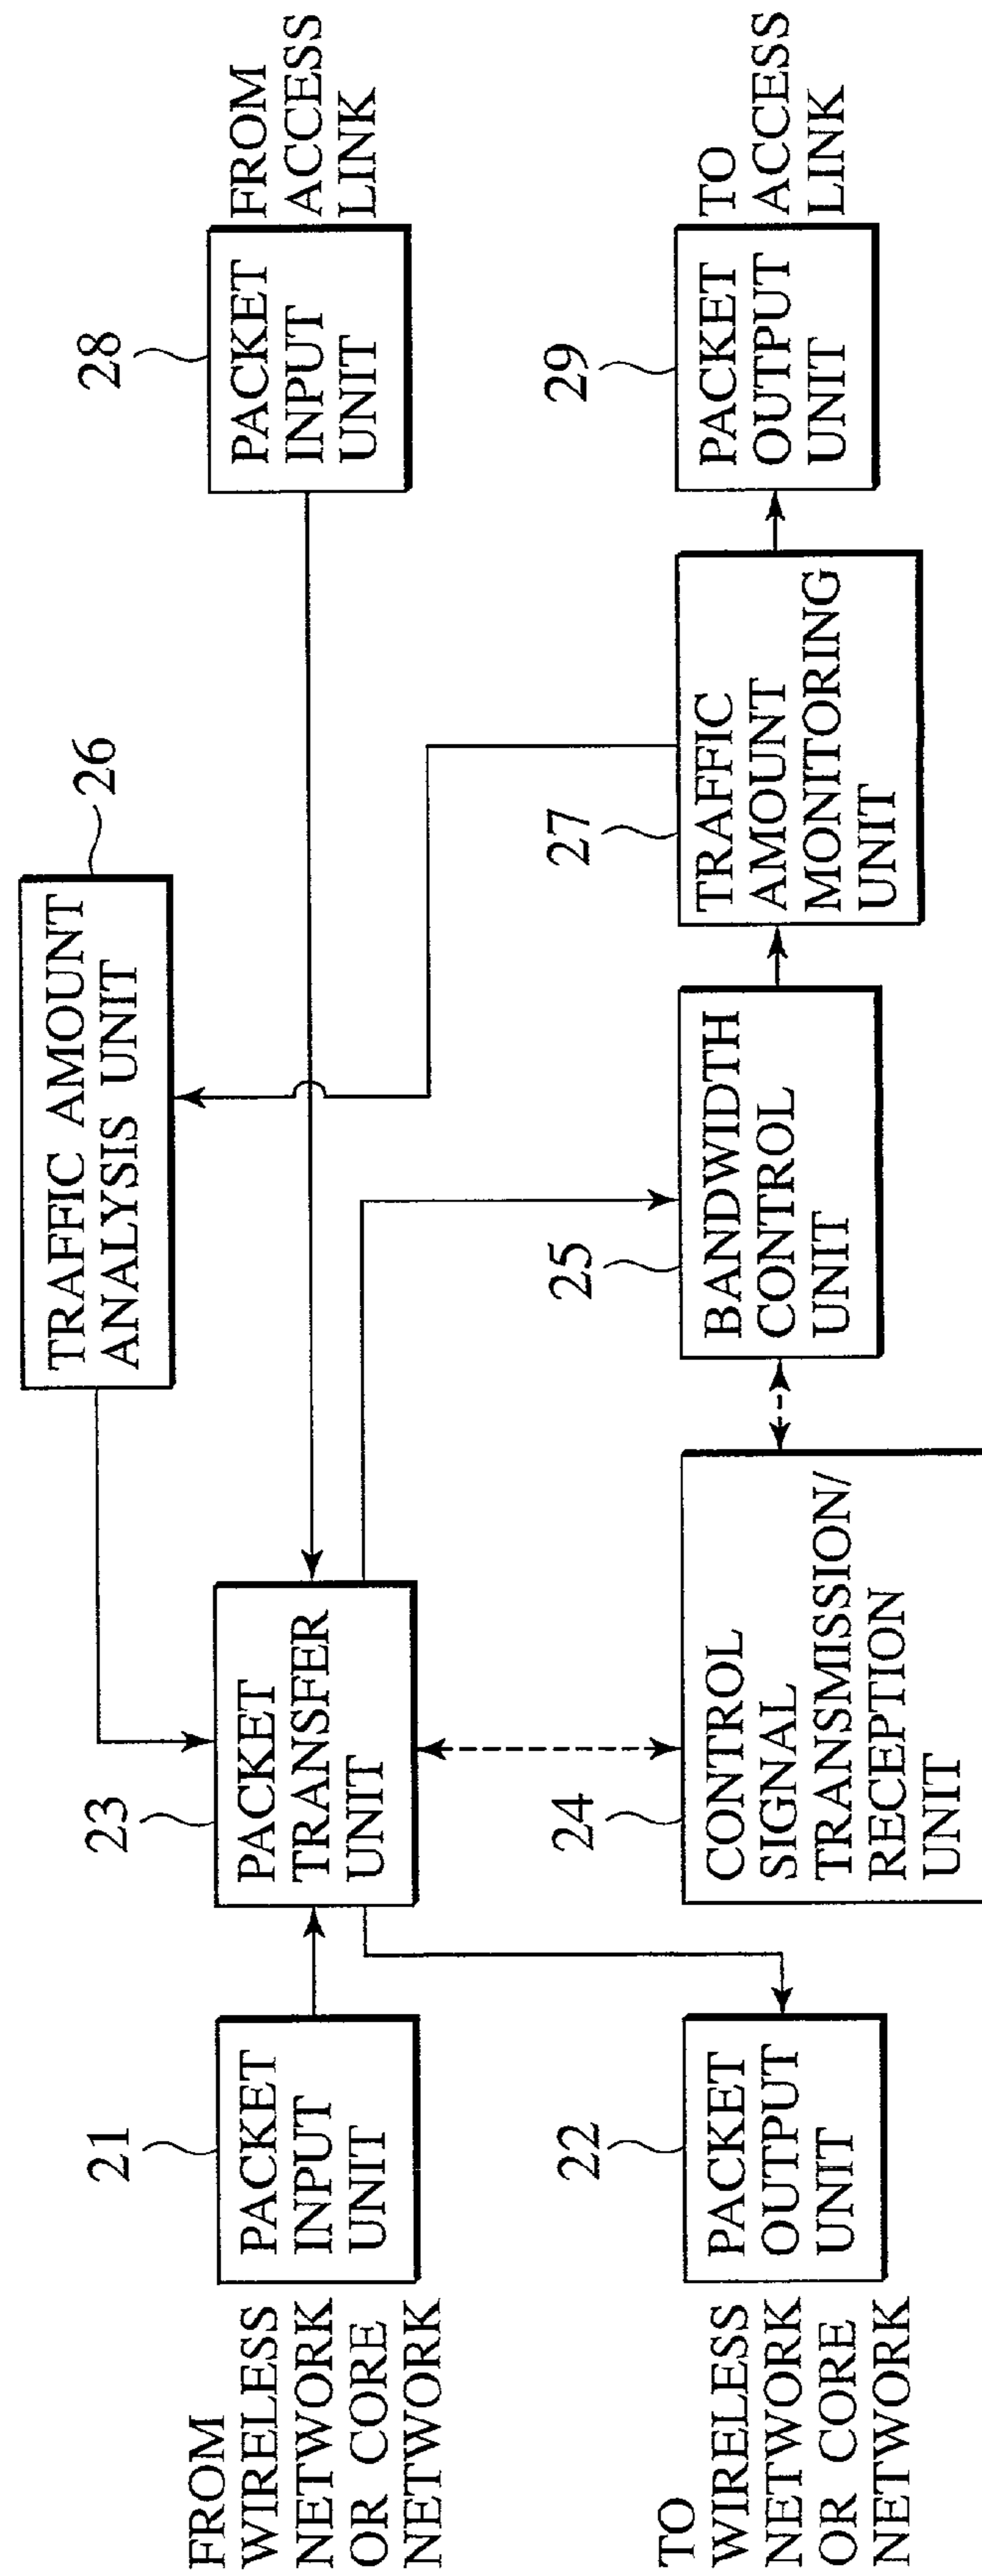 26
TRAFFIC AMOUNT
ANALYSIS UNIT
FROM
WIRELESS
NETWORK
OR CORE
NETWORK
21
PACKET
INPUT
UNIT
23
PACKET
TRANSFER
UNIT
28
PACKET
INPUT
UNIT
FROM
ACCESS
LINK
TO
WIRELESS
NETWORK
OR CORE
NETWORK
22
PACKET
OUTPUT
UNIT
24
CONTROL
SIGNAL
TRANSMISSION/
RECEPTION
UNIT
25
BANDWIDTH
CONTROL
UNIT
27
TRAFFIC
AMOUNT
MONITORING
UNIT
29
PACKET
OUTPUT
UNIT
TO
ACCESS
LINK